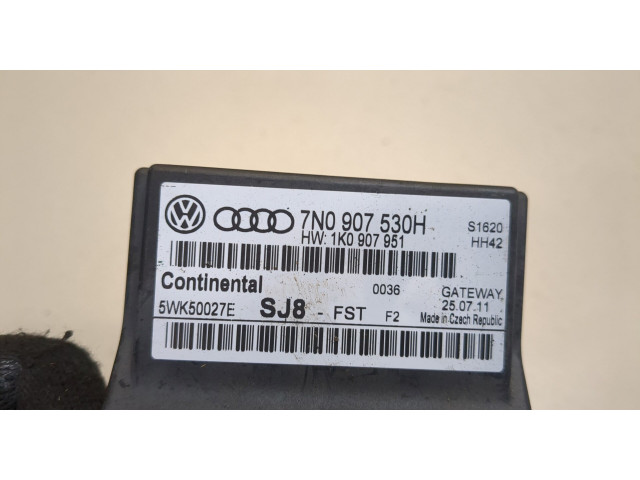 7N0 907 530H
HW: 1K0 907 951
S1620
HH42
Continental
0036
GATEWAY
5WK50027E SJ8 - FST F2
25.07.11
Made in Czech Republic